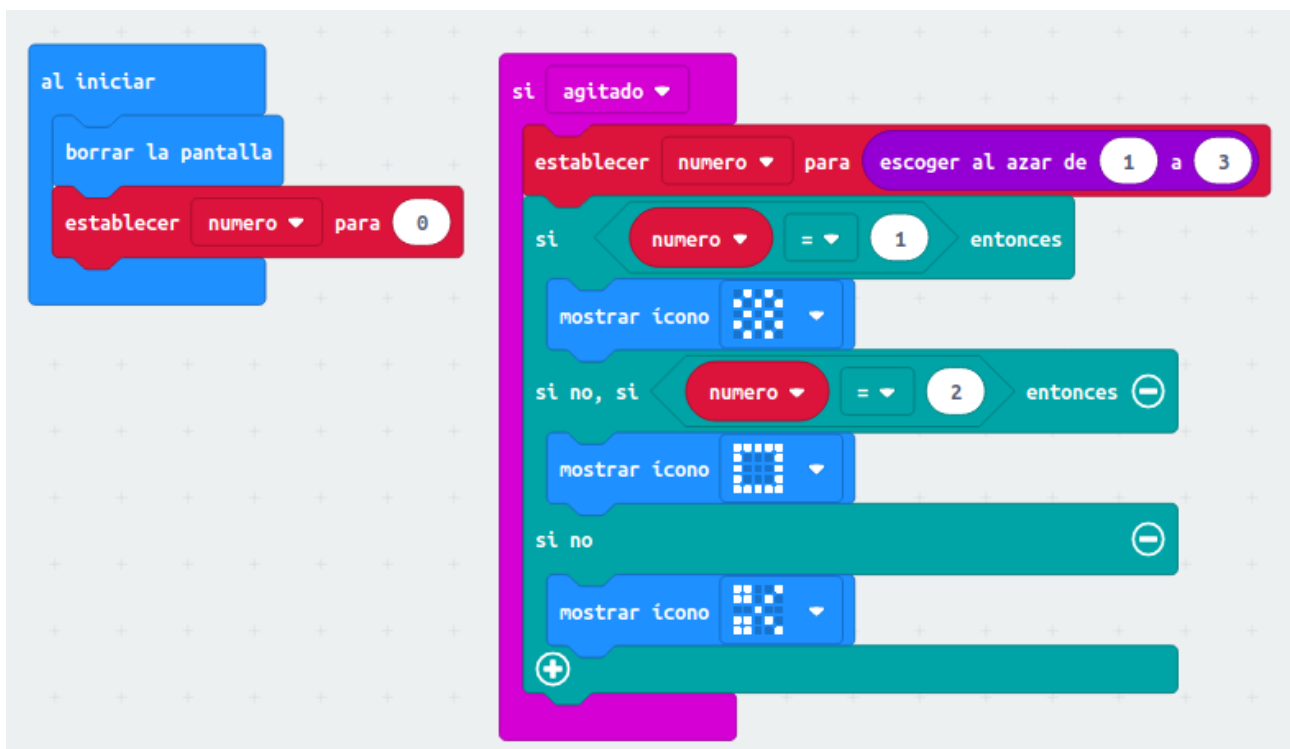 al iniciar
borrar la pantalla
establecer numero para 0
si agitado
establecer numero para escoger al azar de 1 a 3
si numero = 1 entonces
mostrar ícono
si no, si numero = 2 entonces
mostrar ícono
si no
mostrar ícono